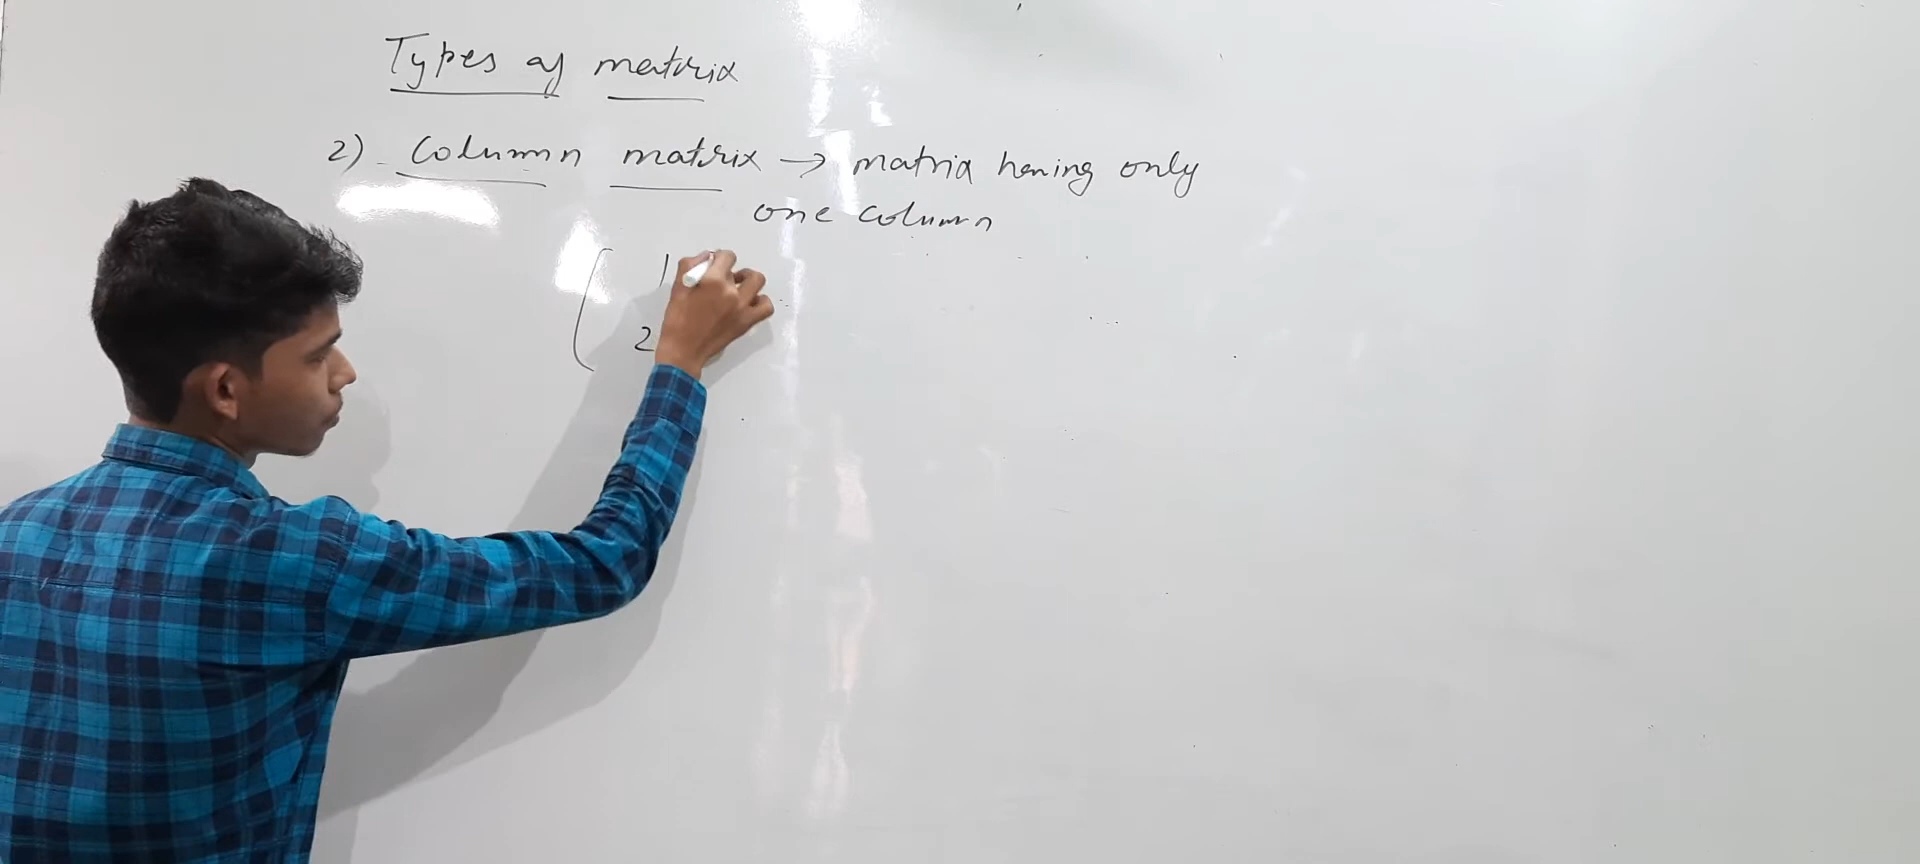 Types of matrix
2) Column matrix → matrix having only
one column
( 1
2